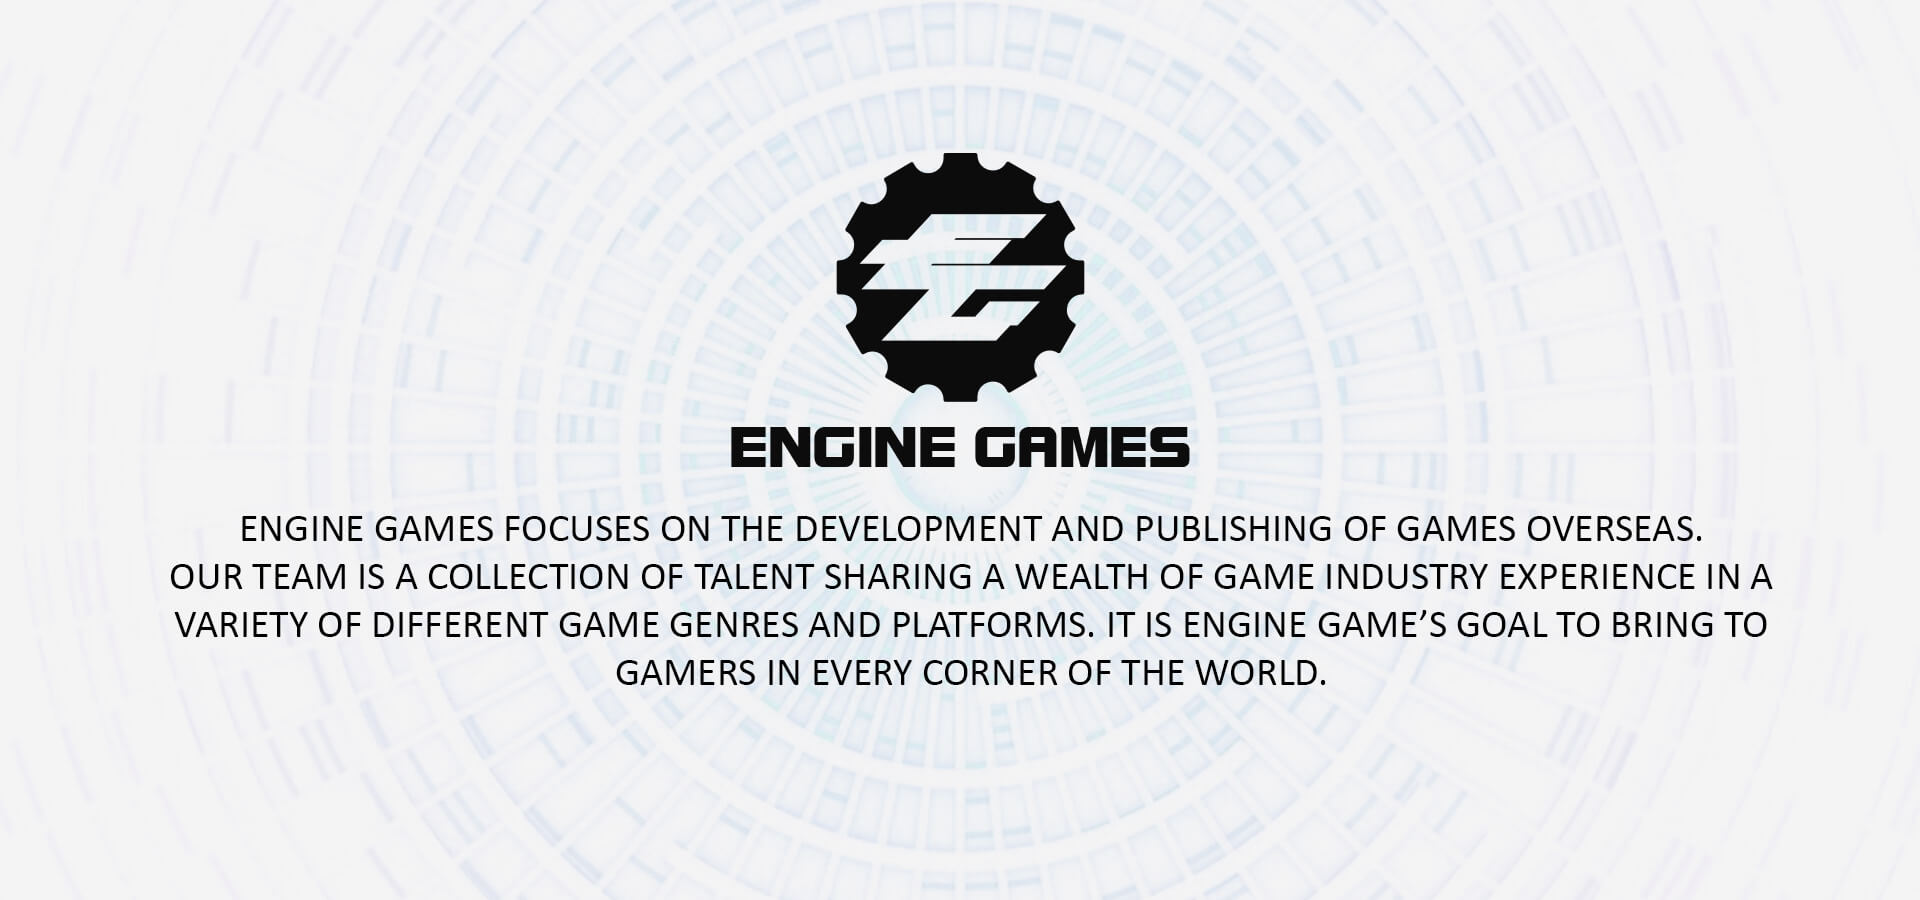 ENGINE GAMES
ENGINE GAMES FOCUSES ON THE DEVELOPMENT AND PUBLISHING OF GAMES OVERSEAS.
OUR TEAM IS A COLLECTION OF TALENT SHARING A WEALTH OF GAME INDUSTRY EXPERIENCE IN A
VARIETY OF DIFFERENT GAME GENRES AND PLATFORMS. IT IS ENGINE GAME’S GOAL TO BRING TO
GAMERS IN EVERY CORNER OF THE WORLD.